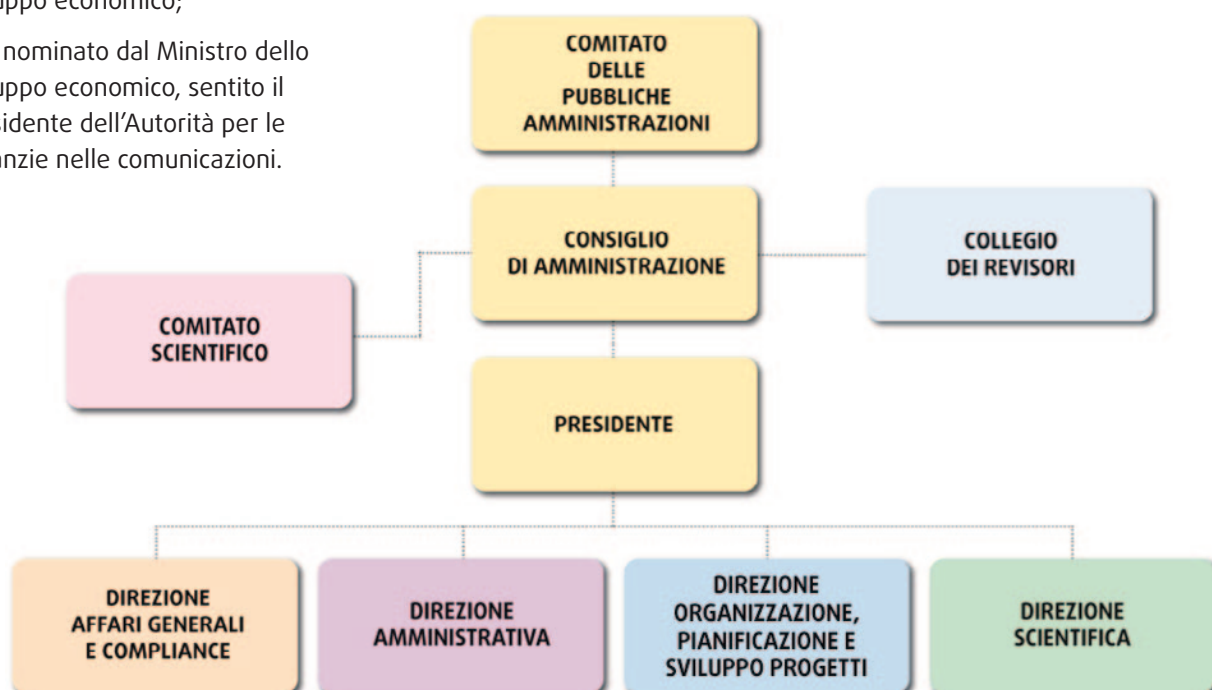 uppo economico;
nominato dal Ministro dello
uppo economico, sentito il
sidente dell'Autorità per le
anzie nelle comunicazioni.
COMITATO
DELLE
PUBBLICHE
AMMINISTRAZIONI
CONSIGLIO
DI AMMINISTRAZIONE
COLLEGIO
DEI REVISORI
COMITATO
SCIENTIFICO
PRESIDENTE
DIREZIONE
AFFARI GENERALI
E COMPLIANCE
DIREZIONE
AMMINISTRATIVA
DIREZIONE
ORGANIZZAZIONE,
PIANIFICAZIONE E
SVILUPPO PROGETTI
DIREZIONE
SCIENTIFICA